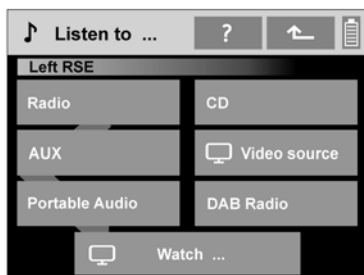 Listen to ...
?
Left RSE
Radio
CD
AUX
Video source
Portable Audio
DAB Radio
Watch ...